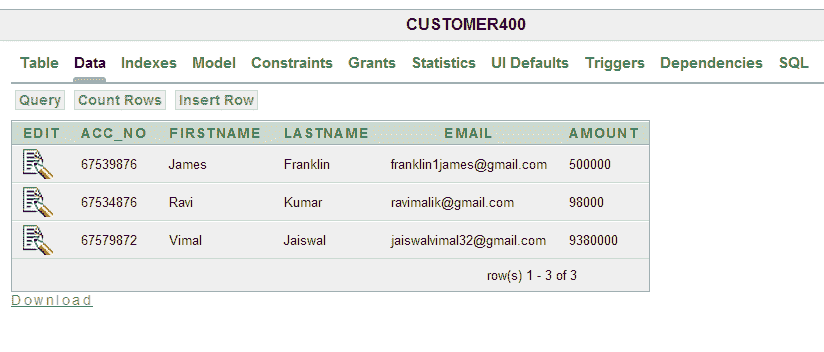 CUSTOMER400
Table Data Indexes Model Constraints Grants Statistics UI Defaults Triggers Dependencies SQL
Query Count Rows Insert Row
EDIT ACC_NO FIRSTNAME LASTNAME EMAIL AMOUNT
67539876 James Franklin franklin1james@gmail.com 500000
67534876 Ravi Kumar ravimalik@gmail.com 98000
67579872 Vimal Jaiswal jaiswalvimal32@gmail.com 9380000
row(s) 1 - 3 of 3
Download